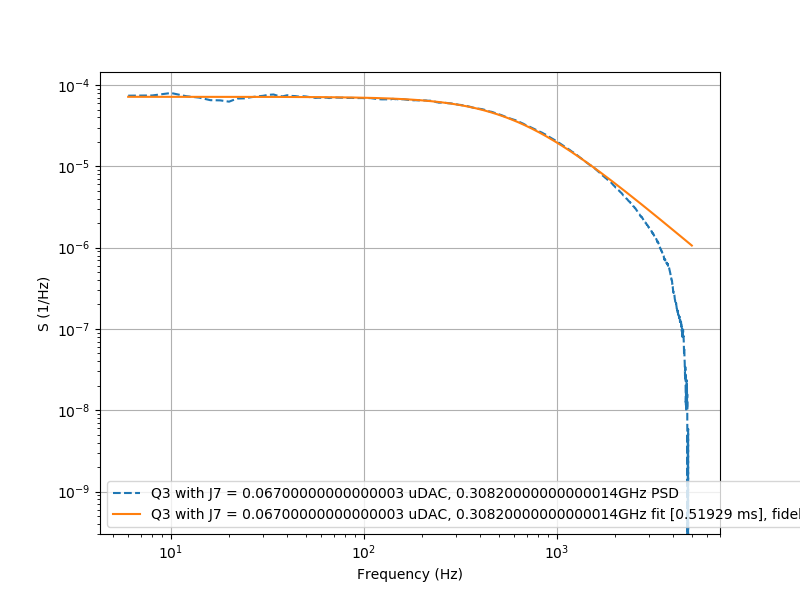 10⁻⁴
10⁻⁵
10⁻⁶
10⁻⁷
10⁻⁸
10⁻⁹
S (1/Hz)
Q3 with J7 = 0.06700000000000003 uDAC, 0.30820000000000014GHz PSD
Q3 with J7 = 0.06700000000000003 uDAC, 0.30820000000000014GHz fit [0.51929 ms], fidel
10¹ 10² 10³
Frequency (Hz)